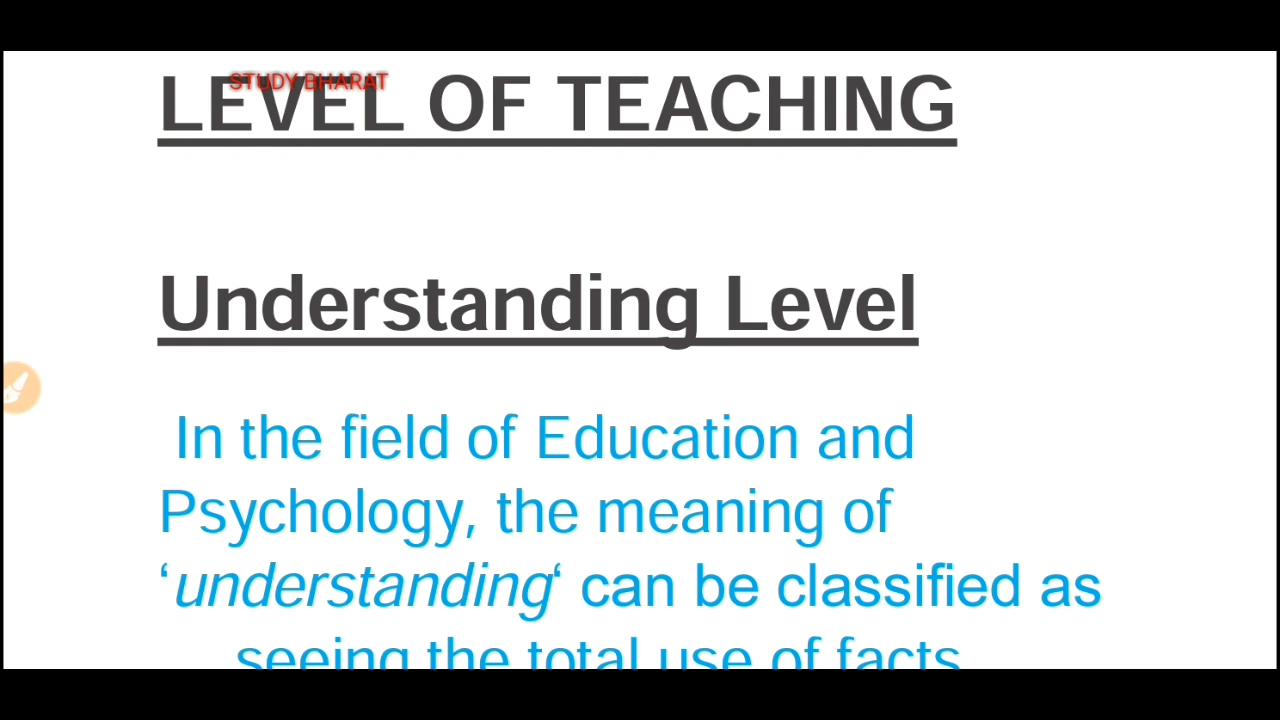 STUDY BHARAT
LEVEL OF TEACHING
Understanding Level
In the field of Education and
Psychology, the meaning of
‘understanding‘ can be classified as
seeing the total use of facts